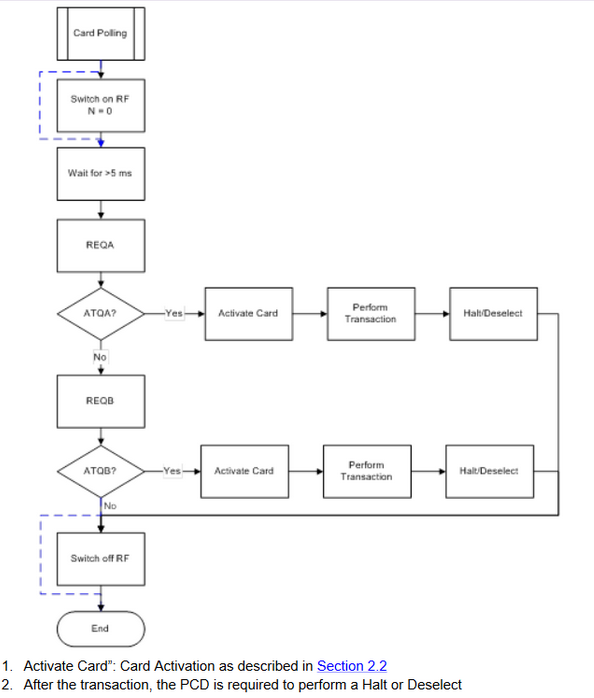 Card Polling
Switch on RF
N = 0
Wait for >5 ms
REQA
ATQA?
Yes
Activate Card
Perform
Transaction
Halt/Deselect
No
REQB
ATQB?
Yes
Activate Card
Perform
Transaction
Halt/Deselect
No
Switch off RF
End
1. Activate Card”: Card Activation as described in Section 2.2
2. After the transaction, the PCD is required to perform a Halt or Deselect